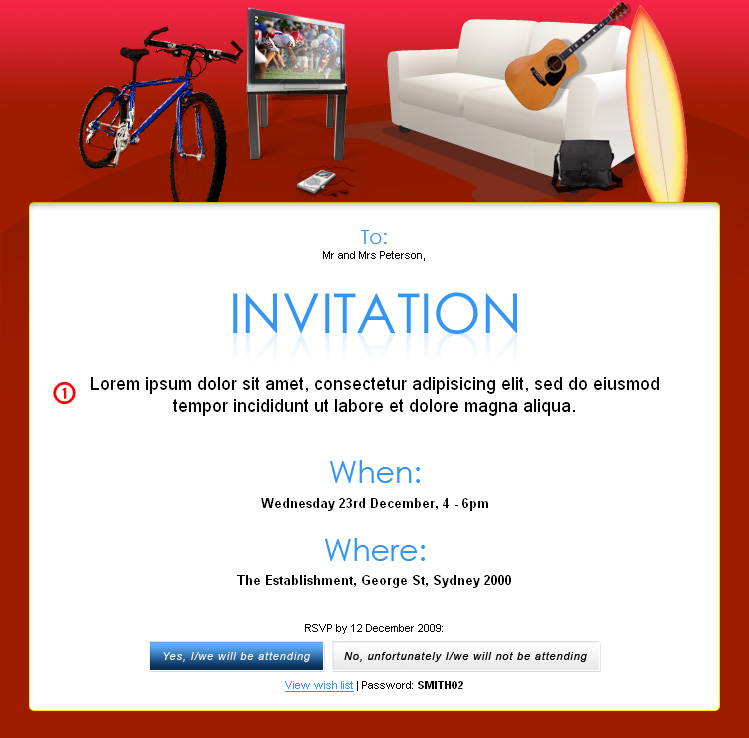 To:
Mr and Mrs Peterson,
INVITATION
1
Lorem ipsum dolor sit amet, consectetur adipisicing elit, sed do eiusmod
tempor incididunt ut labore et dolore magna aliqua.
When:
Wednesday 23rd December, 4 - 6pm
Where:
The Establishment, George St, Sydney 2000
RSVP by 12 December 2009:
Yes, I/we will be attending
No, unfortunately I/we will not be attending
View wish list | Password: SMITH02